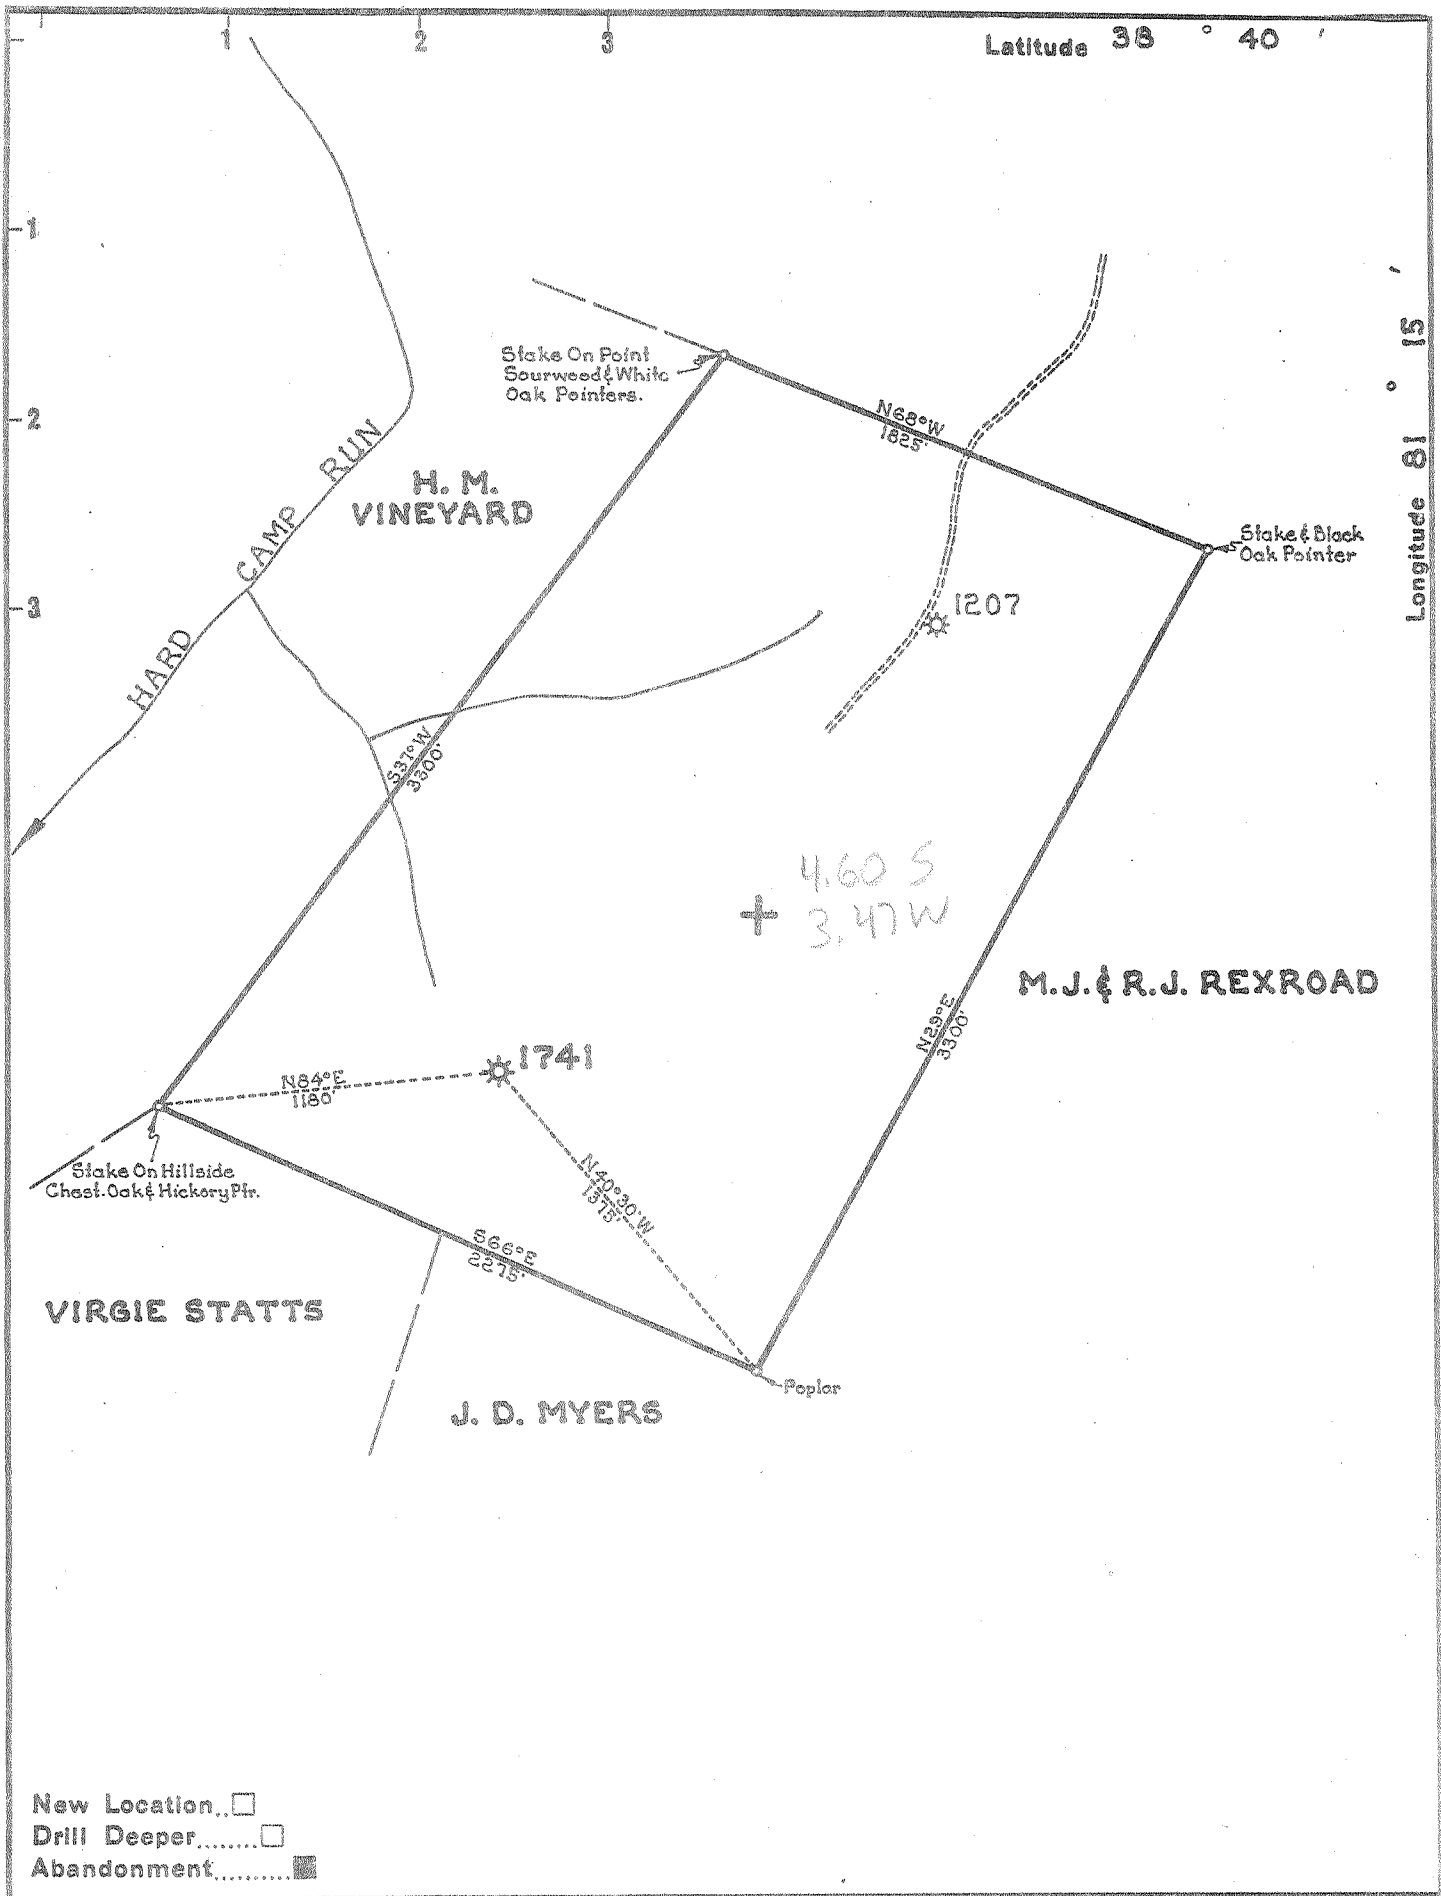 1 2 3
Latitude 38 ° 40 '
1
2
3
Longitude 81 ° 15 '
Stake On Point
Sourwood & White
Oak Pointers.
N68°W
1825'
HARD CAMP RUN
H. M.
VINEYARD
Stake & Black
Oak Pointer
1207
S37°W
3300'
4.60 S
3.47 W
M.J. & R.J. REXROAD
N29°E
3300'
1741
N84°E
1180'
Stake On Hillside
Chest. Oak & Hickory Ptr.
N40°30'W
1375'
S66°E
2275'
VIRGIE STATTS
Poplar
J. D. MYERS
New Location..
Drill Deeper........
Abandonment.........